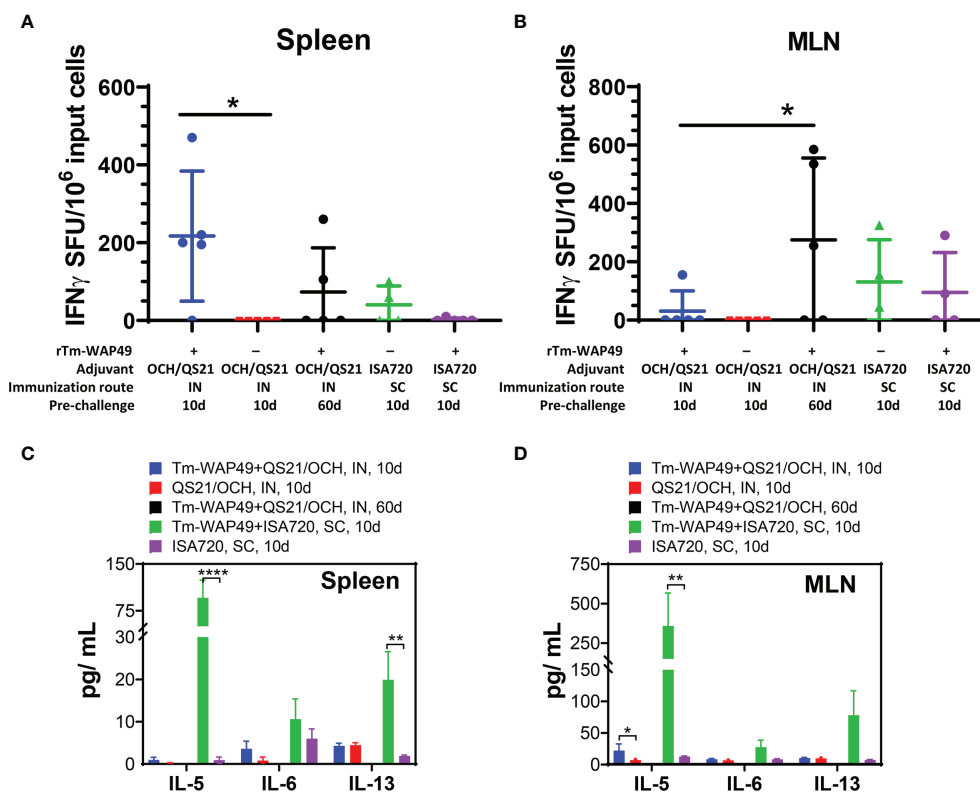 A
Spleen
IFNγ SFU/10⁶ input cells
600
400
200
0
*
rTm-WAP49 + − + − +
Adjuvant OCH/QS21 OCH/QS21 OCH/QS21 ISA720 ISA720
Immunization route IN IN IN SC SC
Pre-challenge 10d 10d 60d 10d 10d
B
MLN
IFNγ SFU/10⁶ input cells
800
600
400
200
0
*
rTm-WAP49 + − + − +
Adjuvant OCH/QS21 OCH/QS21 OCH/QS21 ISA720 ISA720
Immunization route IN IN IN SC SC
Pre-challenge 10d 10d 60d 10d 10d
C
Tm-WAP49+QS21/OCH, IN, 10d
QS21/OCH, IN, 10d
Tm-WAP49+QS21/OCH, IN, 60d
Tm-WAP49+ISA720, SC, 10d
ISA720, SC, 10d
Spleen
pg/ mL
150
75
30
20
10
0
****
**
IL-5 IL-6 IL-13
D
Tm-WAP49+QS21/OCH, IN, 10d
QS21/OCH, IN, 10d
Tm-WAP49+QS21/OCH, 60d
Tm-WAP49+ISA720, SC, 10d
ISA720, SC, 10d
MLN
pg/ mL
750
500
250
150
100
50
0
*
**
IL-5 IL-6 IL-13